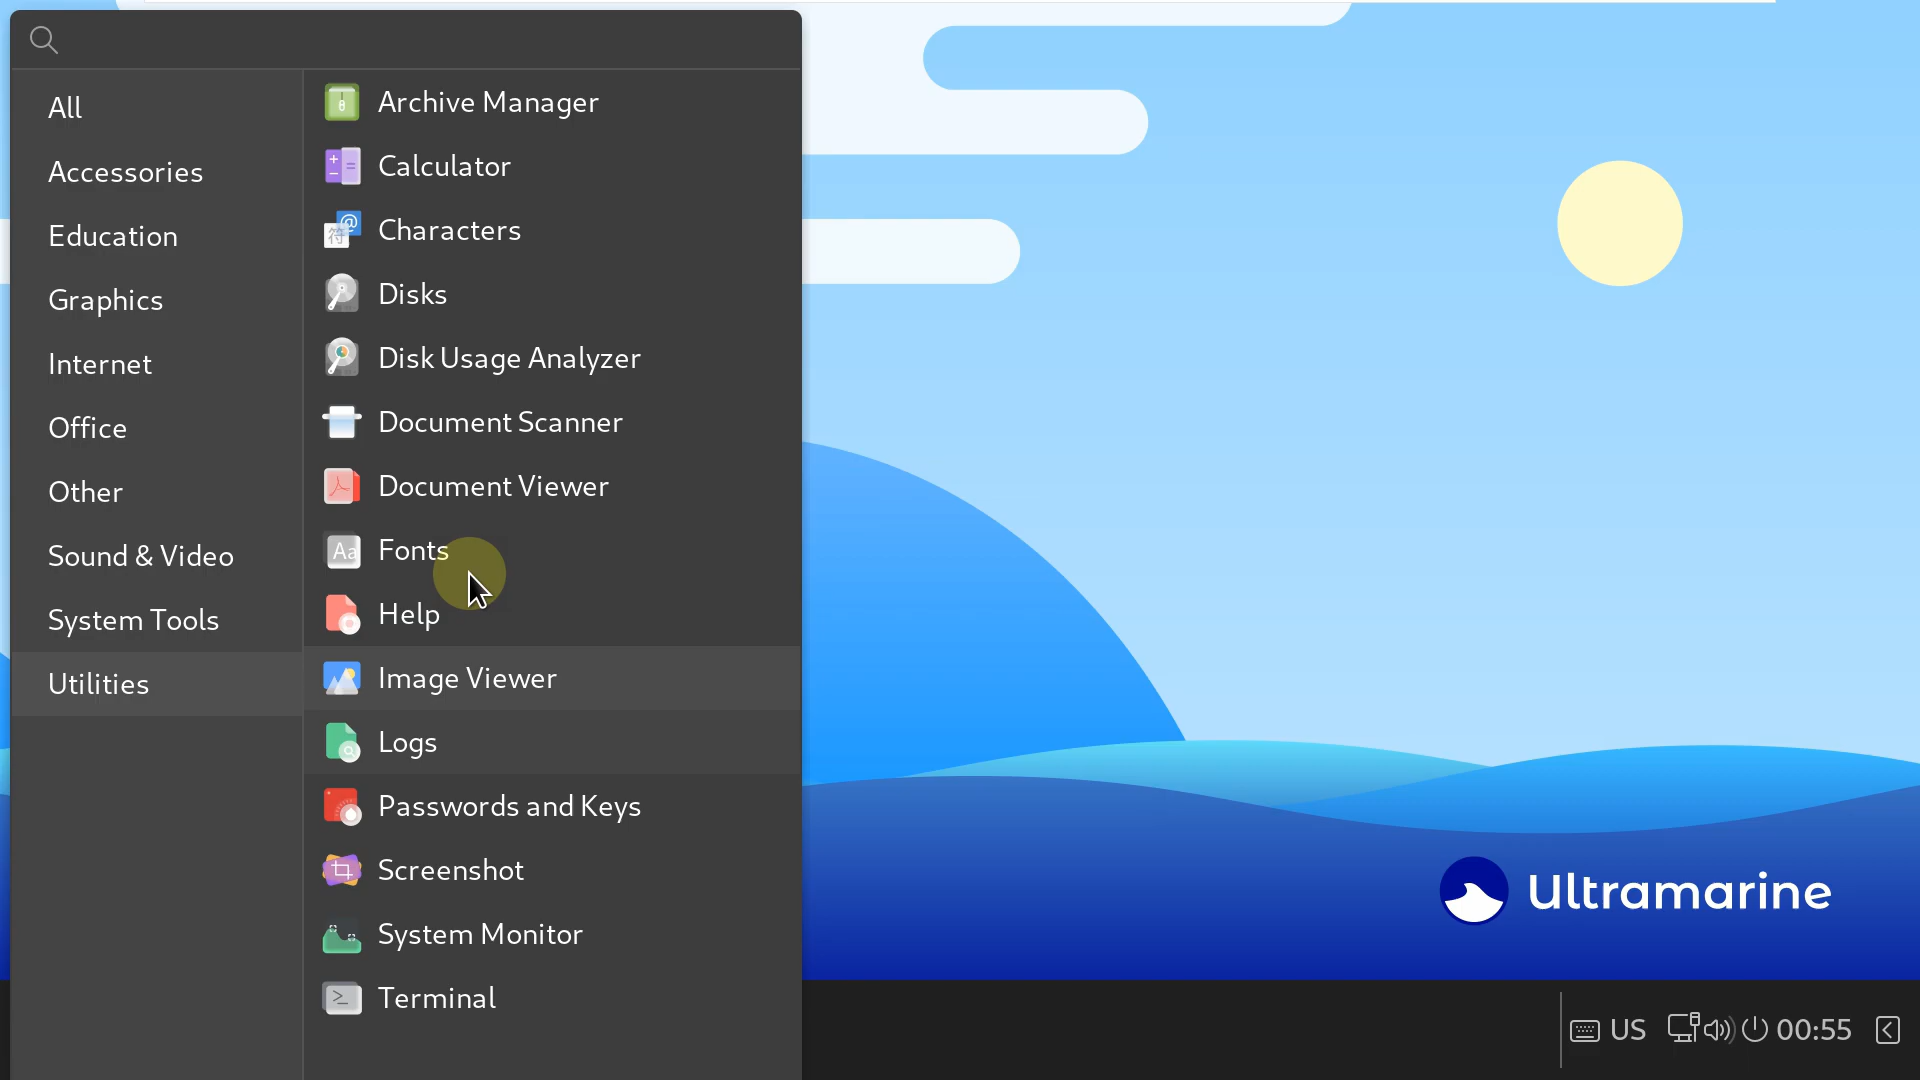 All
Accessories
Education
Graphics
Internet
Office
Other
Sound & Video
System Tools
Utilities
Archive Manager
Calculator
Characters
Disks
Disk Usage Analyzer
Document Scanner
Document Viewer
Fonts
Help
Image Viewer
Logs
Passwords and Keys
Screenshot
System Monitor
Terminal
Ultramarine
US 00:55